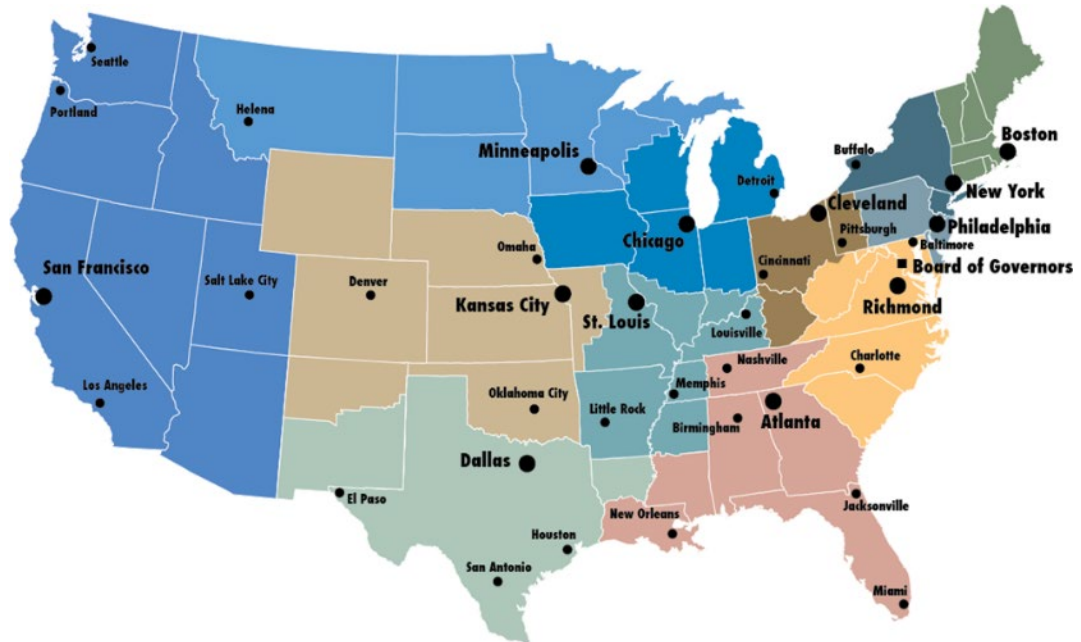 Seattle
Portland
Helena
Minneapolis
Buffalo
Boston
Detroit
New York
Cleveland
Chicago
Pittsburgh
Philadelphia
Baltimore
Omaha
Cincinnati
Board of Governors
San Francisco
Salt Lake City
Denver
Kansas City
St. Louis
Richmond
Louisville
Nashville
Charlotte
Los Angeles
Oklahoma City
Memphis
Little Rock
Birmingham
Atlanta
Dallas
El Paso
New Orleans
Jacksonville
Houston
San Antonio
Miami